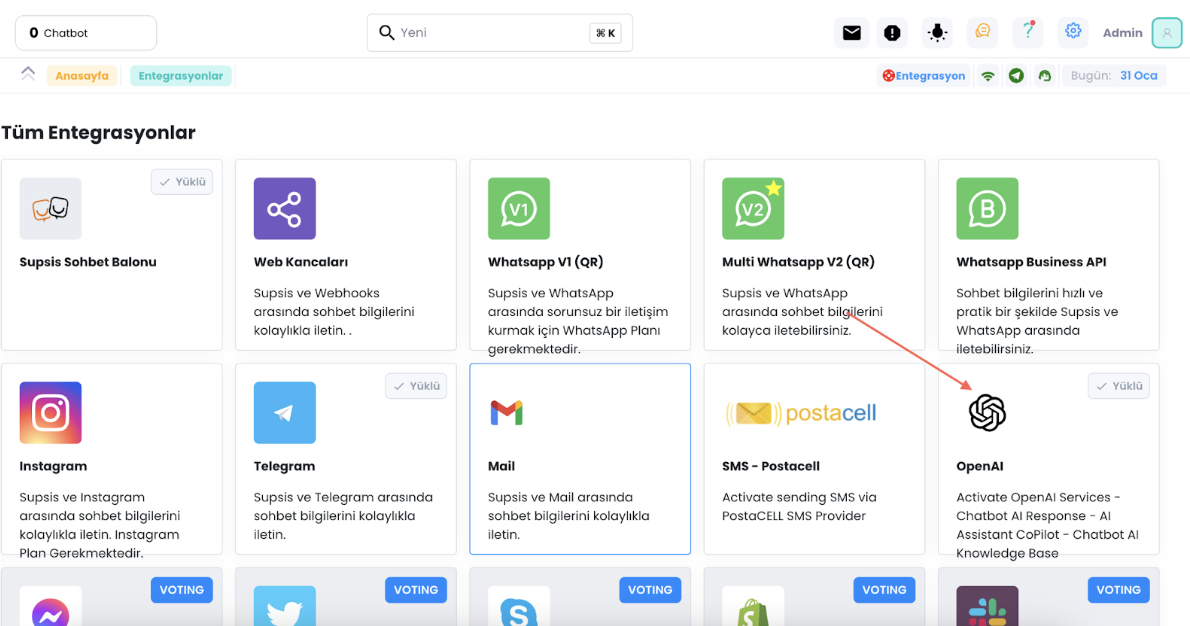 0 Chatbot
Yeni
⌘ K
Admin
Anasayfa
Entegrasyonlar
Entegrasyon
Bugün: 31 Oca
Tüm Entegrasyonlar
Yüklü
Supsis Sohbet Balonu
Web Kancaları
Supsis ve Webhooks
arasında sohbet bilgilerini
kolaylıkla iletin. .
V1
Whatsapp V1 (QR)
Supsis ve WhatsApp
arasında sorunsuz bir iletişim
kurmak için WhatsApp Planı
gerekmektedir.
V2
Multi Whatsapp V2 (QR)
Supsis ve WhatsApp
arasında sohbet bilgilerini
kolayca iletebilirsiniz.
B
Whatsapp Business API
Sohbet bilgilerini hızlı ve
pratik bir şekilde Supsis ve
WhatsApp arasında
iletebilirsiniz.
Instagram
Supsis ve Instagram
arasında sohbet bilgilerini
kolaylıkla iletin. Instagram
Plan Gerekmektedir.
Yüklü
Telegram
Supsis ve Telegram arasında
sohbet bilgilerini kolaylıkla
iletin.
Mail
Supsis ve Mail arasında
sohbet bilgilerini kolaylıkla
iletin.
postacell
SMS - Postacell
Activate sending SMS via
PostaCELL SMS Provider
Yüklü
OpenAI
Activate OpenAI Services -
Chatbot AI Response - AI
Assistant CoPilot - Chatbot AI
Knowledge Base
VOTING
VOTING
VOTING
VOTING
VOTING